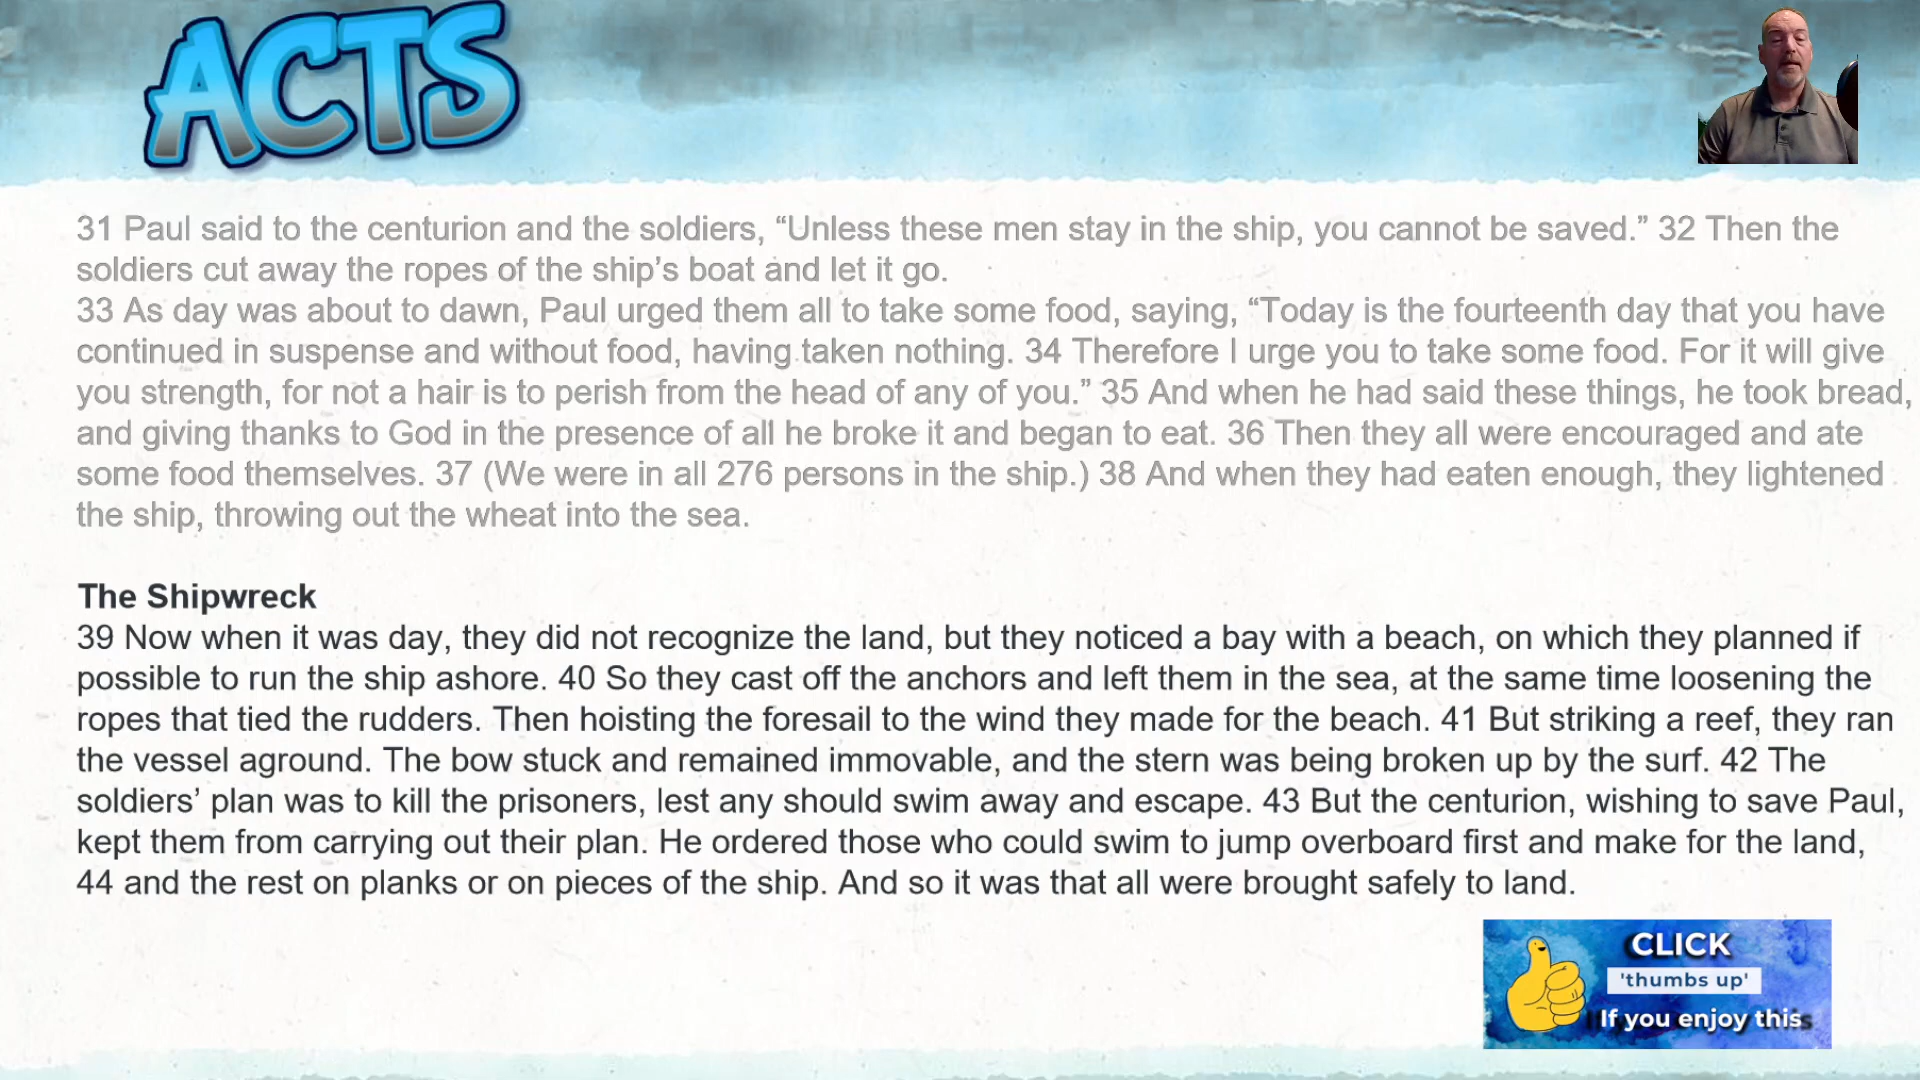 ACTS
31 Paul said to the centurion and the soldiers, “Unless these men stay in the ship, you cannot be saved.” 32 Then the
soldiers cut away the ropes of the ship’s boat and let it go.
33 As day was about to dawn, Paul urged them all to take some food, saying, “Today is the fourteenth day that you have
continued in suspense and without food, having taken nothing. 34 Therefore I urge you to take some food. For it will give
you strength, for not a hair is to perish from the head of any of you.” 35 And when he had said these things, he took bread,
and giving thanks to God in the presence of all he broke it and began to eat. 36 Then they all were encouraged and ate
some food themselves. 37 (We were in all 276 persons in the ship.) 38 And when they had eaten enough, they lightened
the ship, throwing out the wheat into the sea.
The Shipwreck
39 Now when it was day, they did not recognize the land, but they noticed a bay with a beach, on which they planned if
possible to run the ship ashore. 40 So they cast off the anchors and left them in the sea, at the same time loosening the
ropes that tied the rudders. Then hoisting the foresail to the wind they made for the beach. 41 But striking a reef, they ran
the vessel aground. The bow stuck and remained immovable, and the stern was being broken up by the surf. 42 The
soldiers’ plan was to kill the prisoners, lest any should swim away and escape. 43 But the centurion, wishing to save Paul,
kept them from carrying out their plan. He ordered those who could swim to jump overboard first and make for the land,
44 and the rest on planks or on pieces of the ship. And so it was that all were brought safely to land.
CLICK
'thumbs up'
If you enjoy this